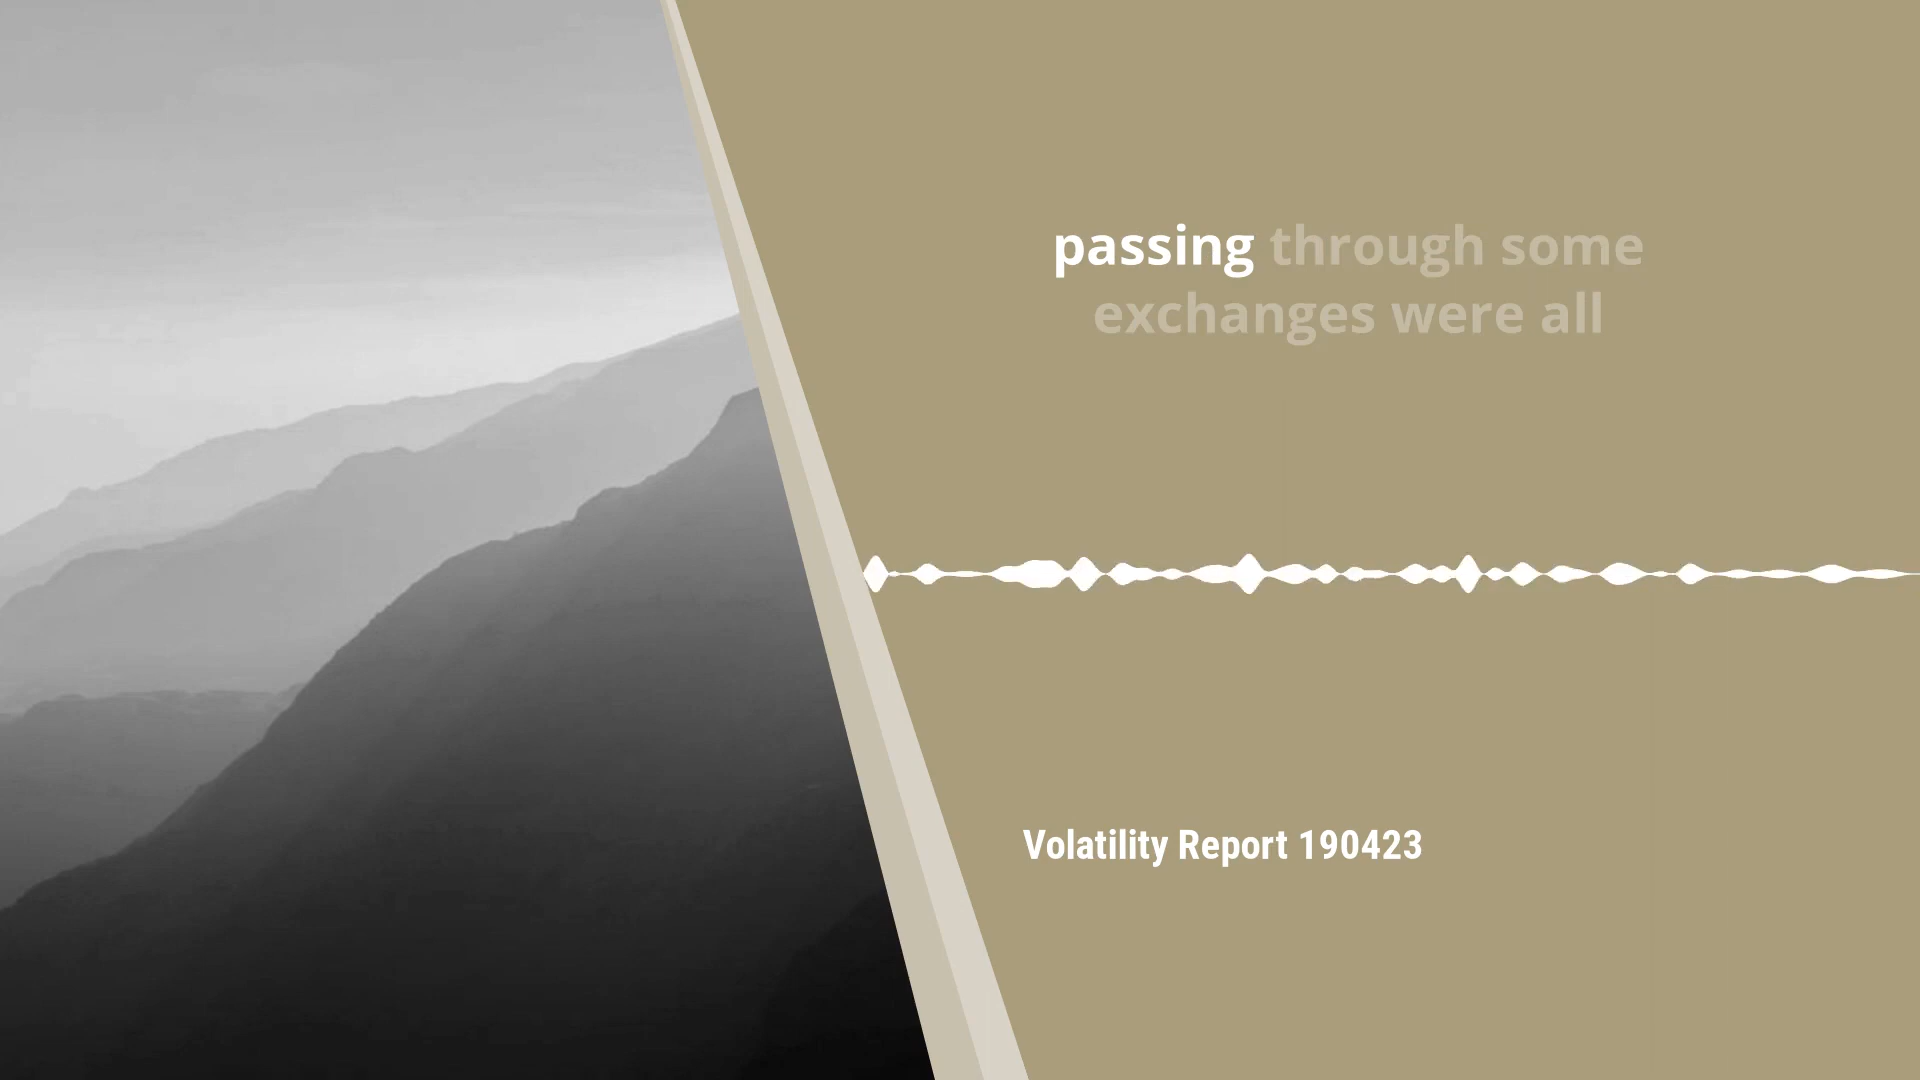 passing through some
exchanges were all
Volatility Report 190423